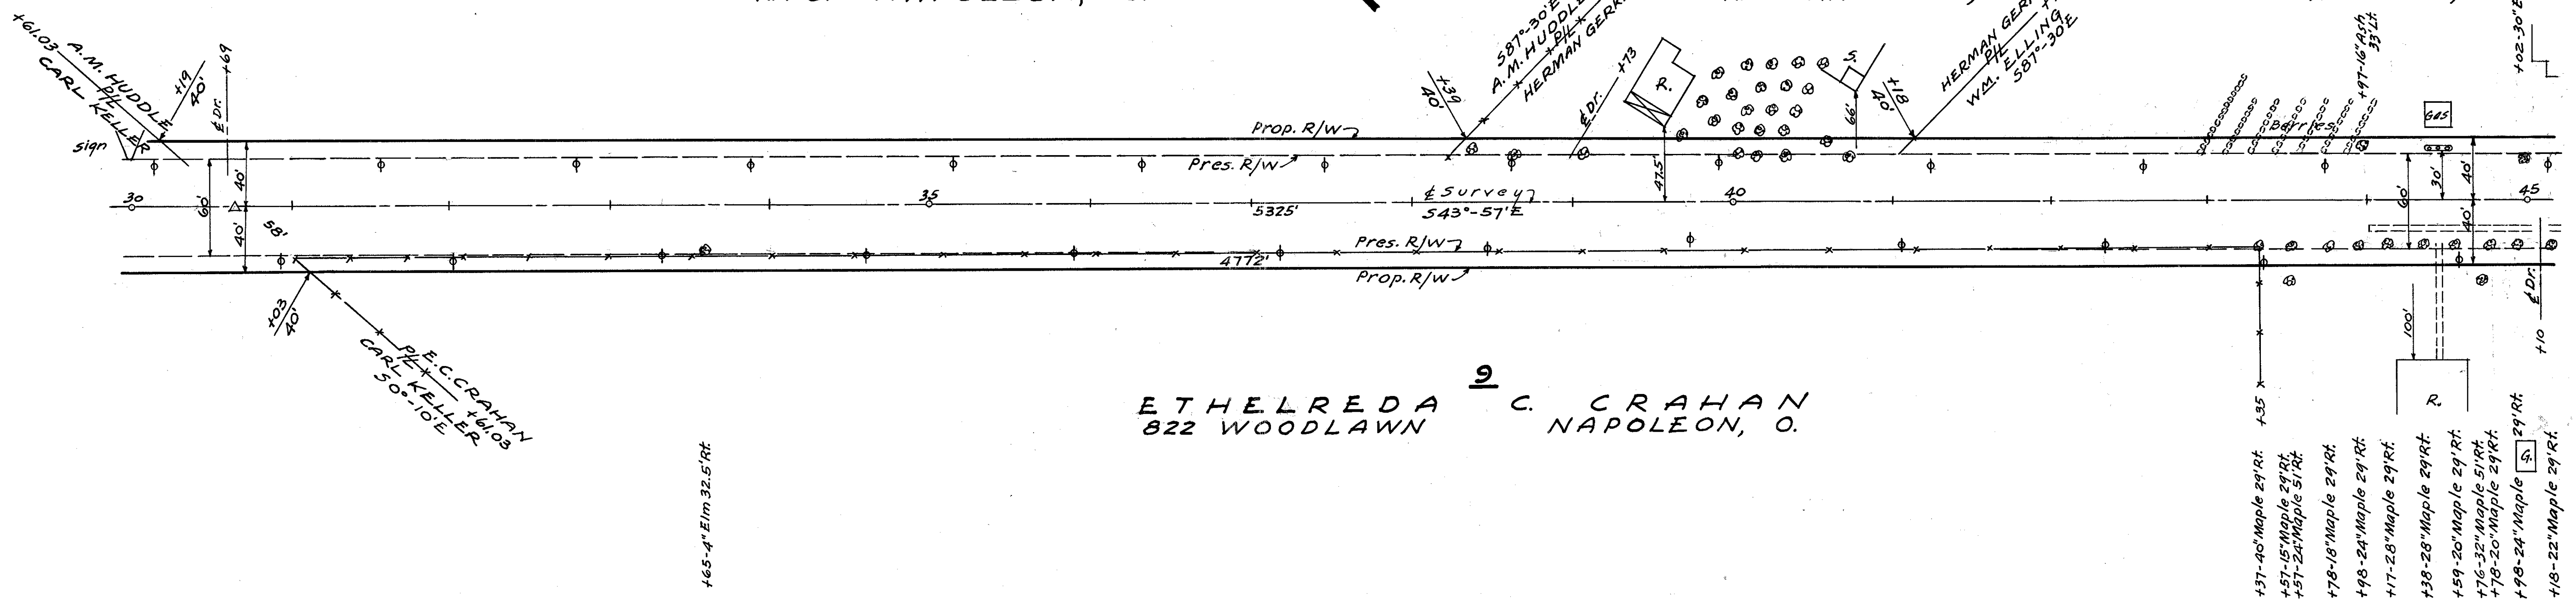 +61.03
A.M. HUDDLE
P/L
CARL KELLER
+19
40'
℄ Dr.
+69
sign
S87°-30'E
A.M. HUDDLE
P/L
HERMAN GERK
+39
40'
℄ Dr.
+73
R.
S.
66'
+18
40'
HERMAN GER
P/L
WM. ELLING
S87°-30'E
+97-16"Ash
33'Lt.
+02-30"E
Berries
GAS
Prop. R/W
Pres. R/W
47.5'
60'
40'
40'
30
35
℄ Survey
5325'
S43°-57'E
40
60'
30'
40'
40'
45
58'
Pres. R/W
4772'
Prop. R/W
+03
40'
E.C. CRAHAN
P/L
+61.03
CARL KELLER
S0°-10'E
9
ETHELREDA C. CRAHAN
822 WOODLAWN NAPOLEON, O.
100'
R.
℄ Dr.
+10
+35
+65-4"Elm 32.5'Rt.
+37-40"Maple 29'Rt.
+57-15"Maple 29'Rt.
+57-24"Maple 51'Rt.
+78-18"Maple 29'Rt.
+98-24"Maple 29'Rt.
+17-28"Maple 29'Rt.
+38-28"Maple 29'Rt.
+59-20"Maple 29'Rt.
+76-32"Maple 51'Rt.
+78-20"Maple 29'Rt.
+98-24"Maple 29'Rt.
G.
+18-22"Maple 29'Rt.